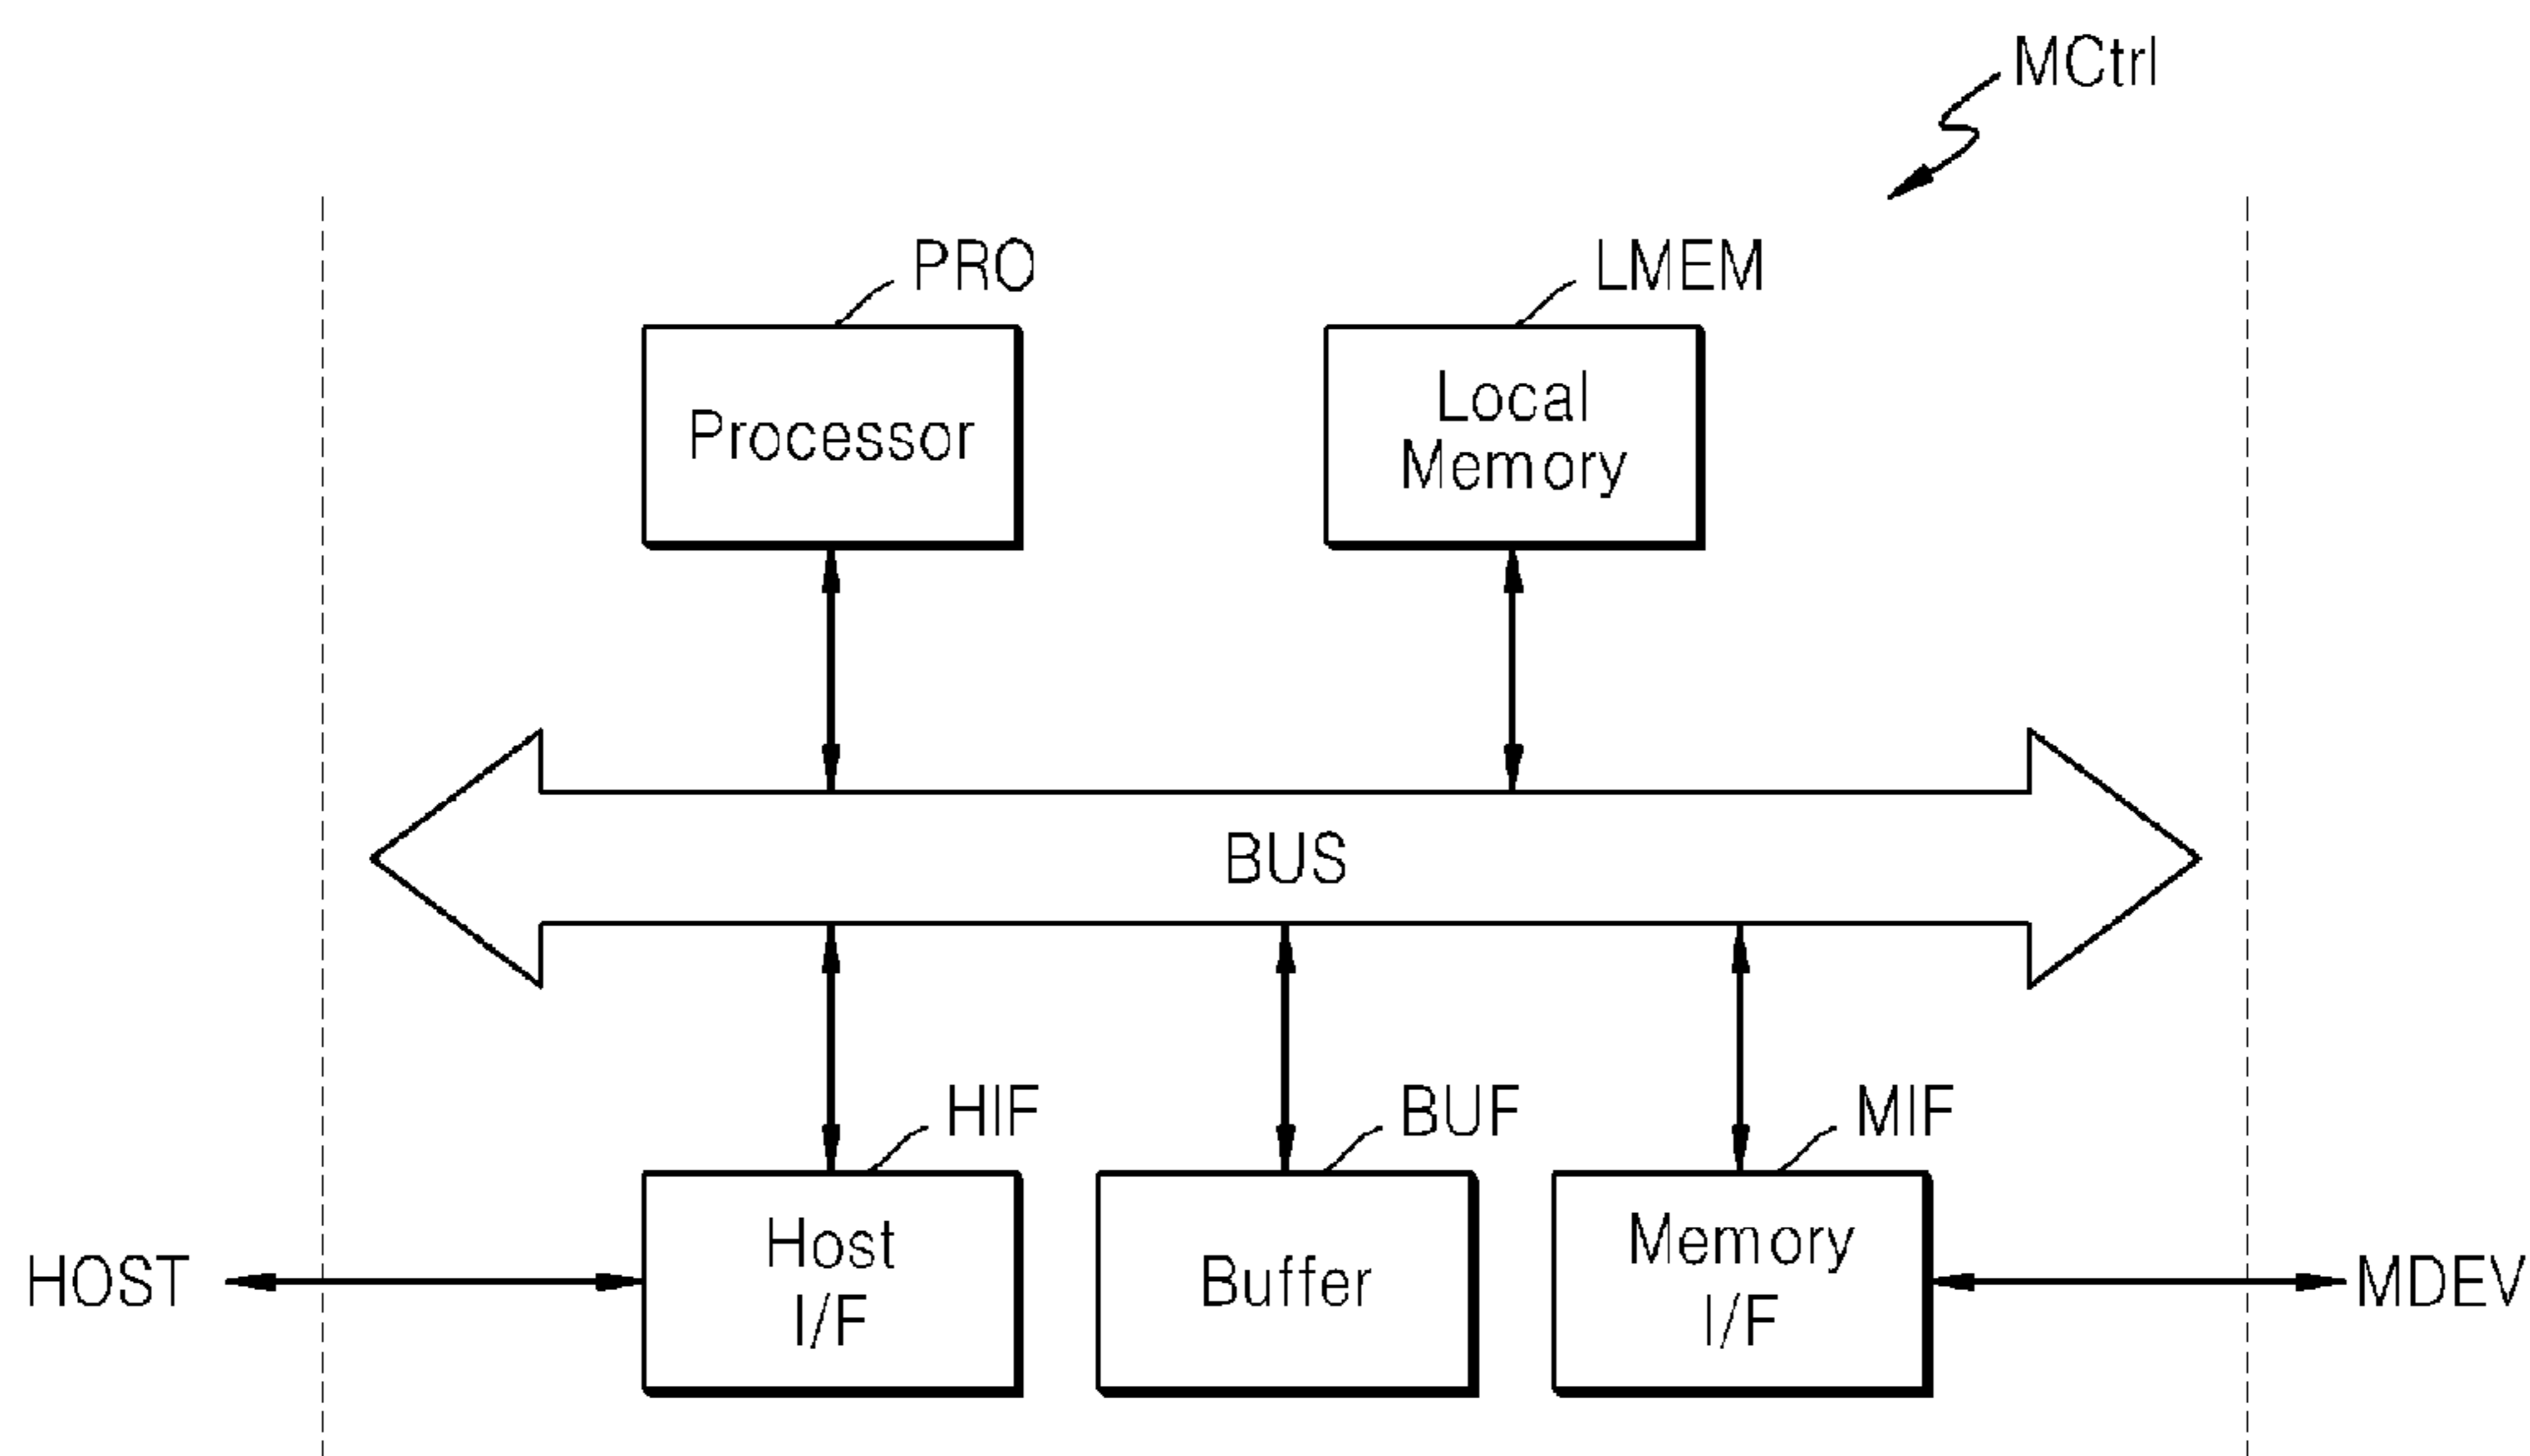 MCtrl
PRO
LMEM
Processor
Local
Memory
BUS
HIF
BUF
MIF
HOST
Host
I/F
Buffer
Memory
I/F
MDEV